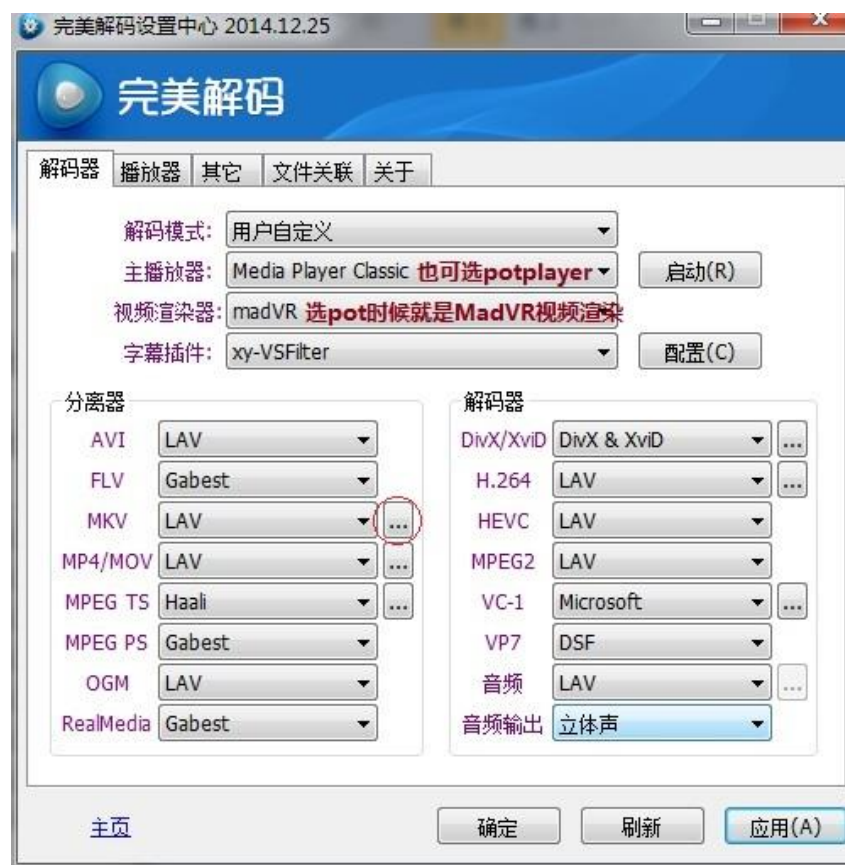 完美解码设置中心 2014.12.25
完美解码
解码器 播放器 其它 文件关联 关于
解码模式: 用户自定义
主播放器: Media Player Classic 也可选potplayer 启动(R)
视频渲染器: madVR 选pot时候就是MadVR视频渲染
字幕插件: xy-VSFilter 配置(C)
分离器
AVI LAV
FLV Gabest
MKV LAV ...
MP4/MOV LAV ...
MPEG TS Haali ...
MPEG PS Gabest
OGM LAV
RealMedia Gabest
解码器
DivX/XviD DivX & XviD ...
H.264 LAV ...
HEVC LAV
MPEG2 LAV
VC-1 Microsoft ...
VP7 DSF
音频 LAV ...
音频输出 立体声
主页 确定 刷新 应用(A)